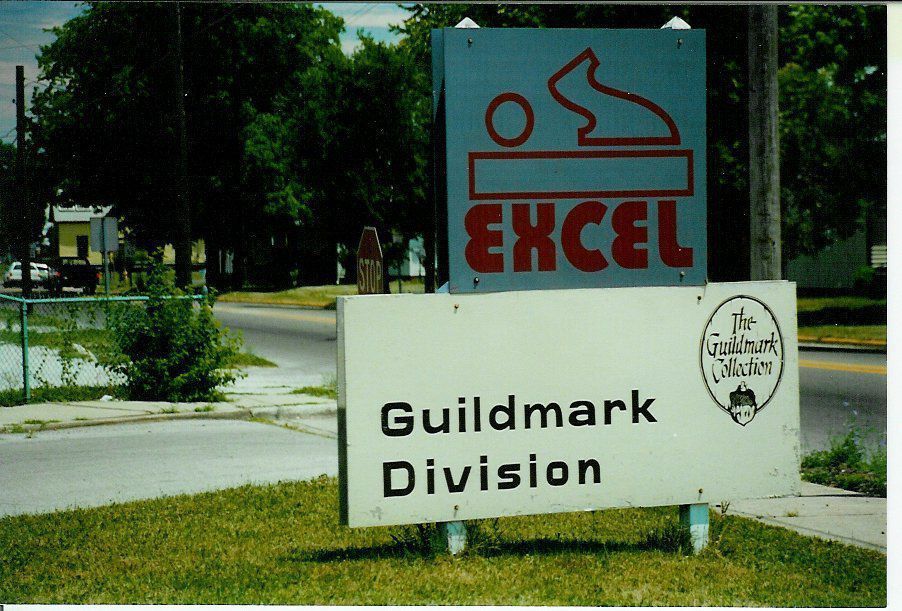 EXCEL
STOP
The
Guildmark
Collection
Guildmark
Division